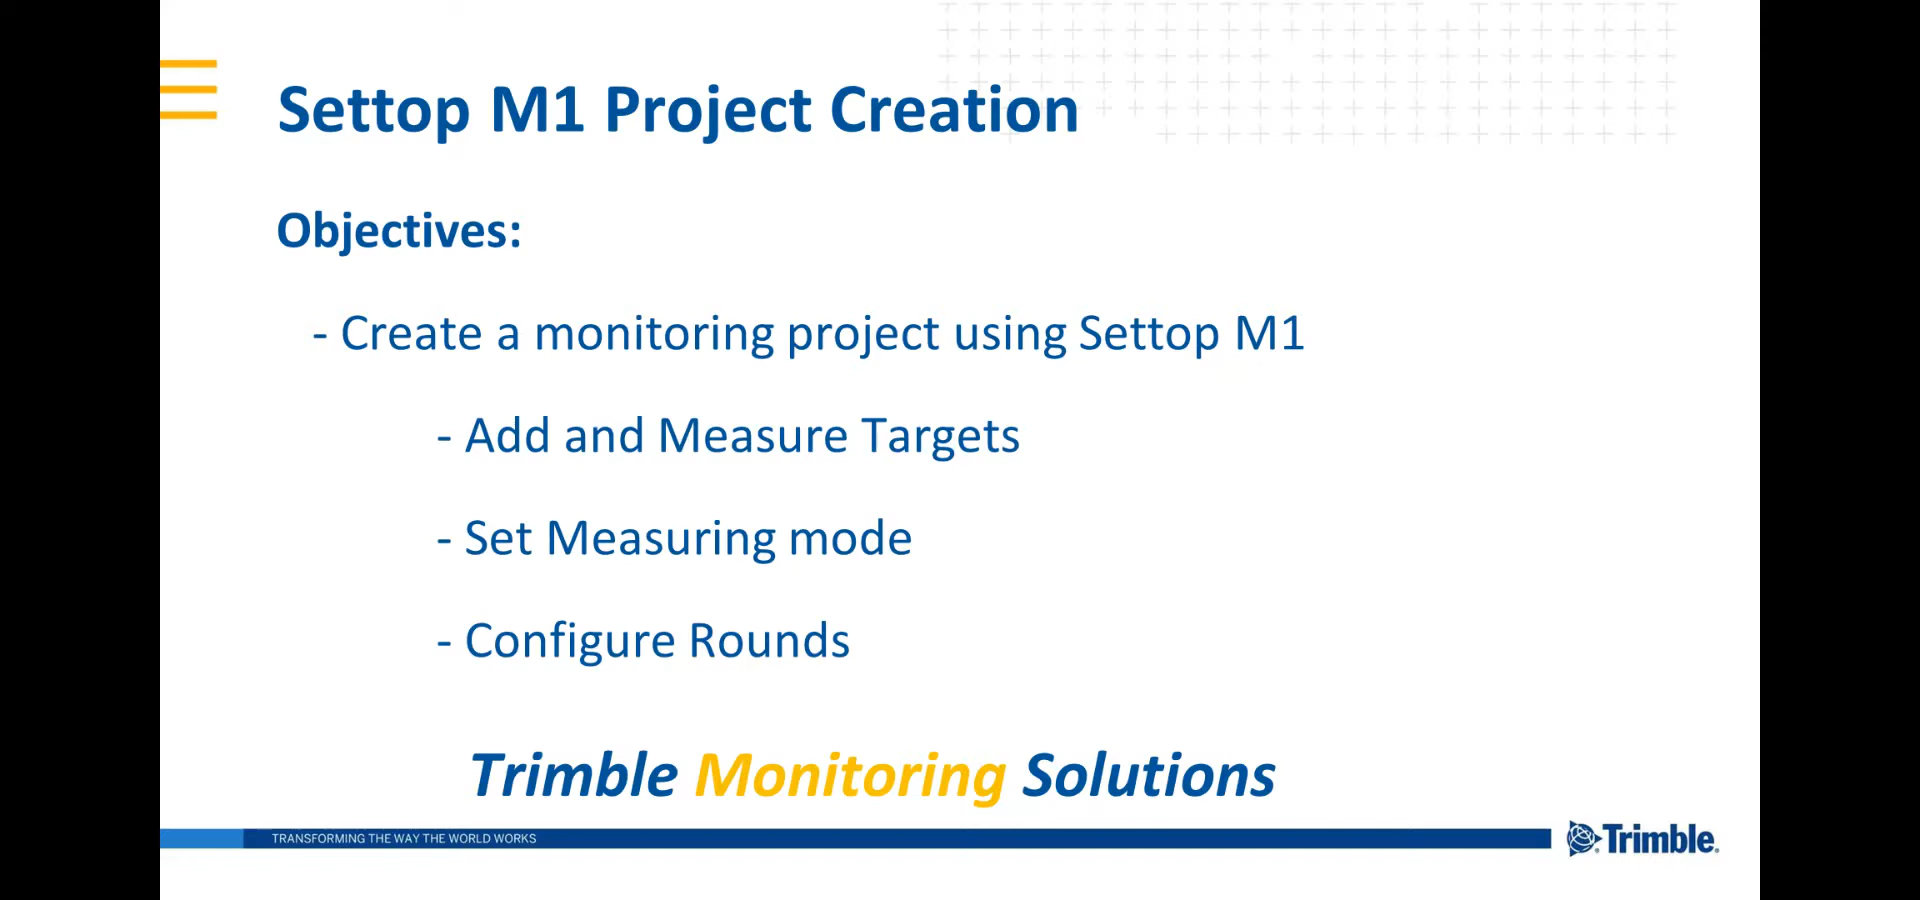 Settop M1 Project Creation
Objectives:
- Create a monitoring project using Settop M1
- Add and Measure Targets
- Set Measuring mode
- Configure Rounds
Trimble Monitoring Solutions
TRANSFORMING THE WAY THE WORLD WORKS
Trimble